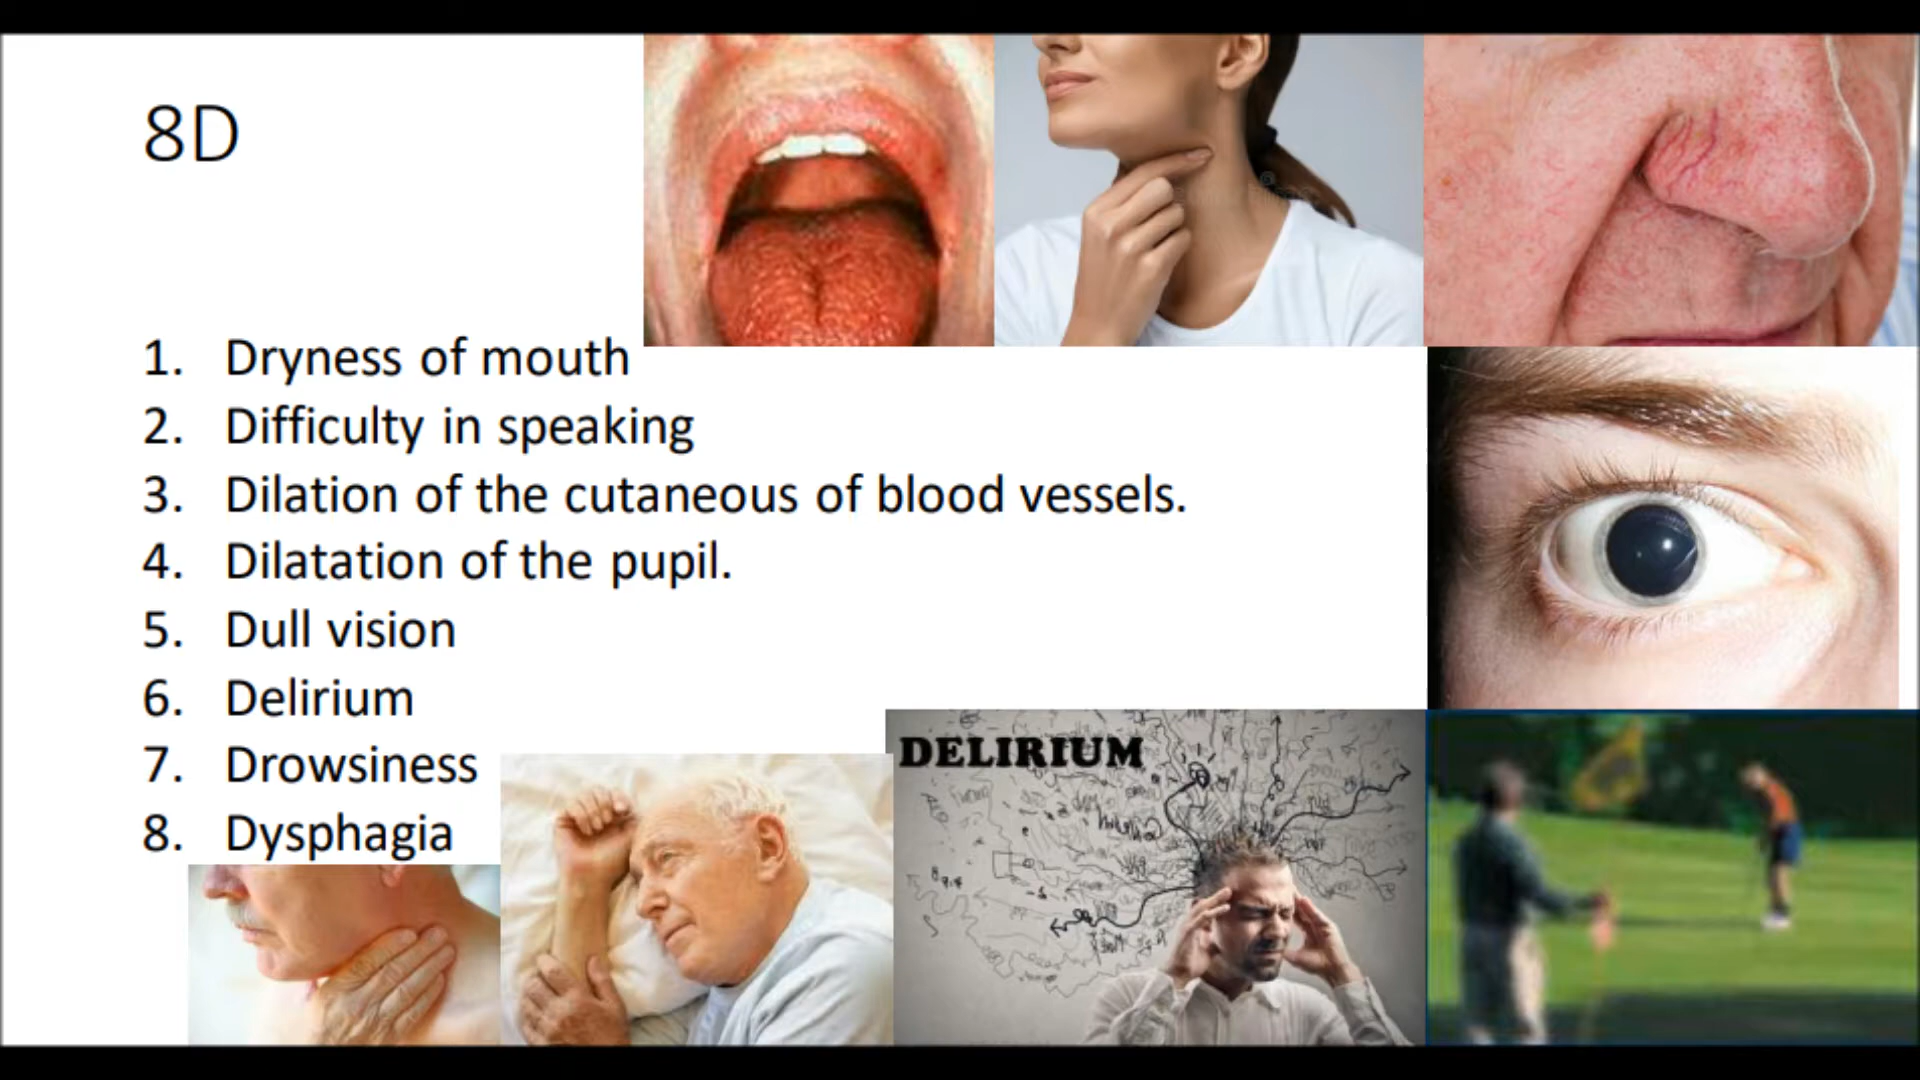 8D
1. Dryness of mouth
2. Difficulty in speaking
3. Dilation of the cutaneous of blood vessels.
4. Dilatation of the pupil.
5. Dull vision
6. Delirium
7. Drowsiness
8. Dysphagia
DELIRIUM